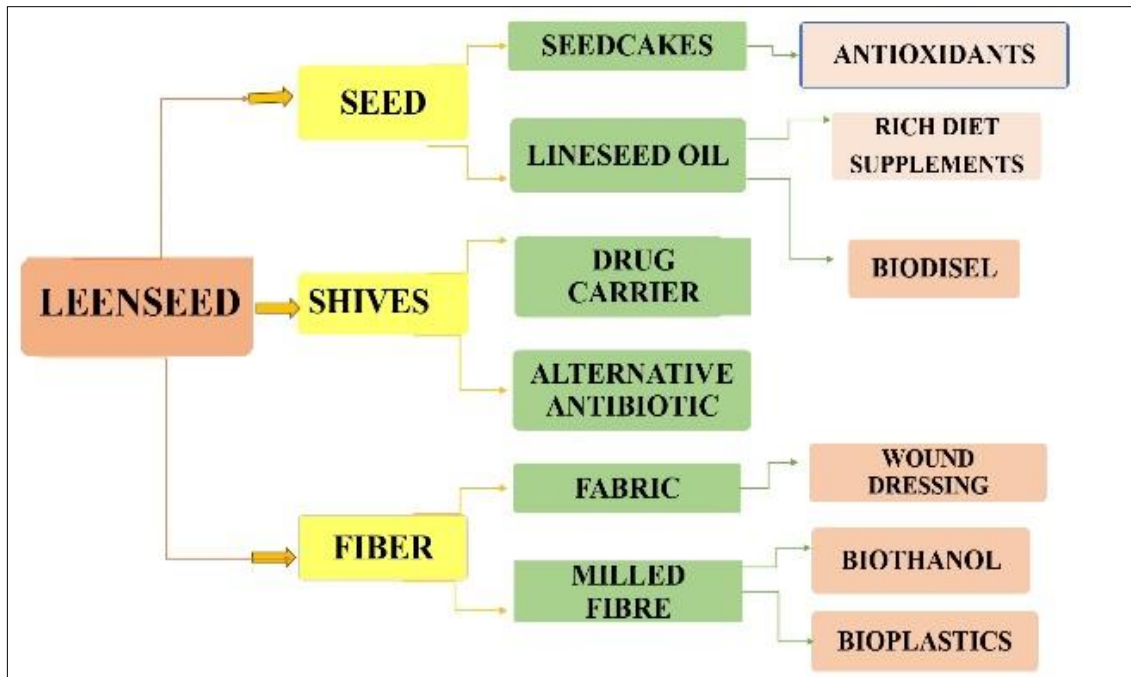 SEEDCAKES
ANTIOXIDANTS
SEED
LINESEED OIL
RICH DIET
SUPPLEMENTS
BIODISEL
LEENSEED
SHIVES
DRUG
CARRIER
ALTERNATIVE
ANTIBIOTIC
FIBER
FABRIC
WOUND
DRESSING
MILLED
FIBRE
BIOTHANOL
BIOPLASTICS